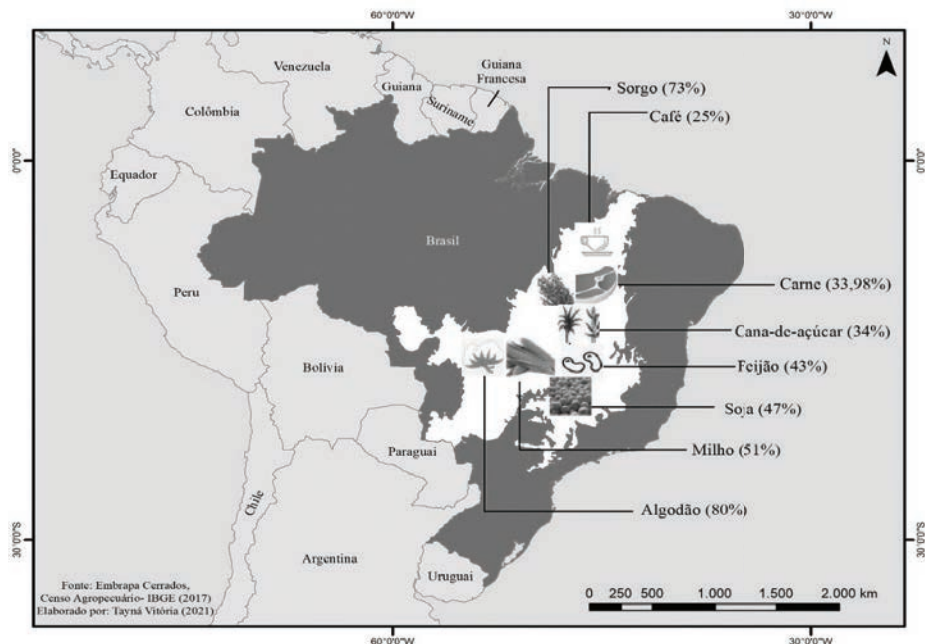 60°0'0"W
30°0'0"W
N
Venezuela
Guiana
Francesa
Guiana
Suriname
Colômbia
Sorgo (73%)
Café (25%)
0°0'0"
0°0'0"
Equador
Brasil
Peru
Carne (33,98%)
Cana-de-açúcar (34%)
Bolívia
Feijão (43%)
Soja (47%)
Paraguai
Milho (51%)
Chile
Algodão (80%)
30°0'0"S
30°0'0"S
Argentina
Uruguai
Fonte: Embrapa Cerrados,
Censo Agropecuário- IBGE (2017)
Elaborado por: Tayná Vitória (2021)
0 250 500 1.000 1.500 2.000 km
60°0'0"W
30°0'0"W